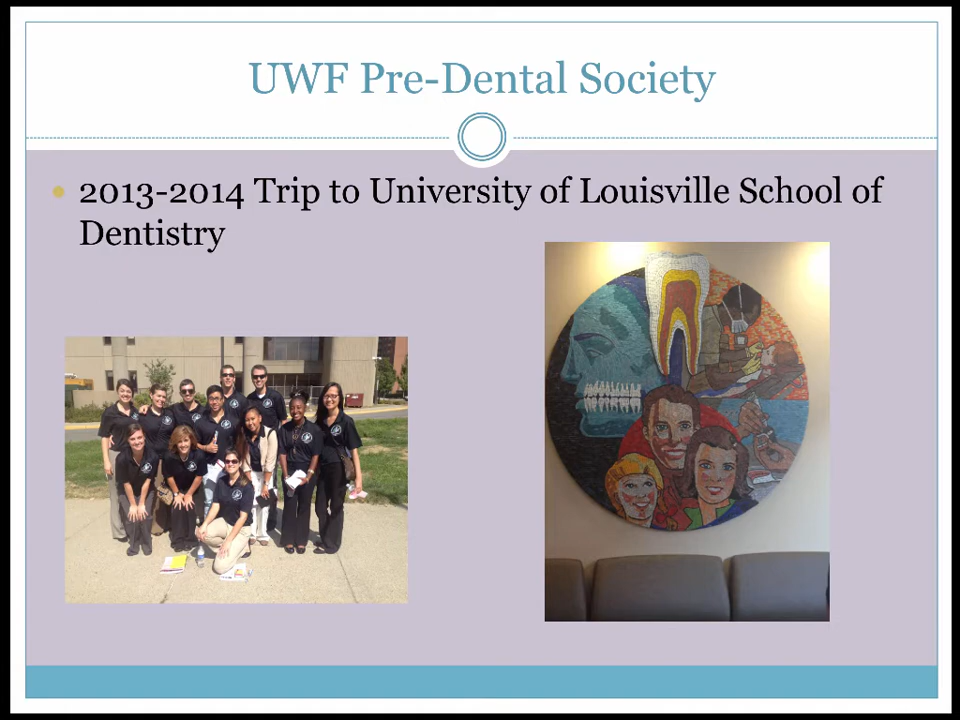 UWF Pre-Dental Society
2013-2014 Trip to University of Louisville School of
Dentistry